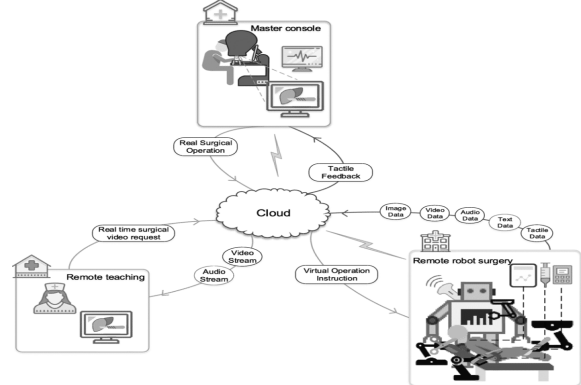 Master console
Real Surgical
Operation
Tactile
Feedback
Cloud
Image
Data
Video
Data
Audio
Data
Text
Data
Tactile
Data
Real time surgical
video request
Video
Stream
Audio
Stream
Virtual Operation
Instruction
Remote teaching
Remote robot surgery